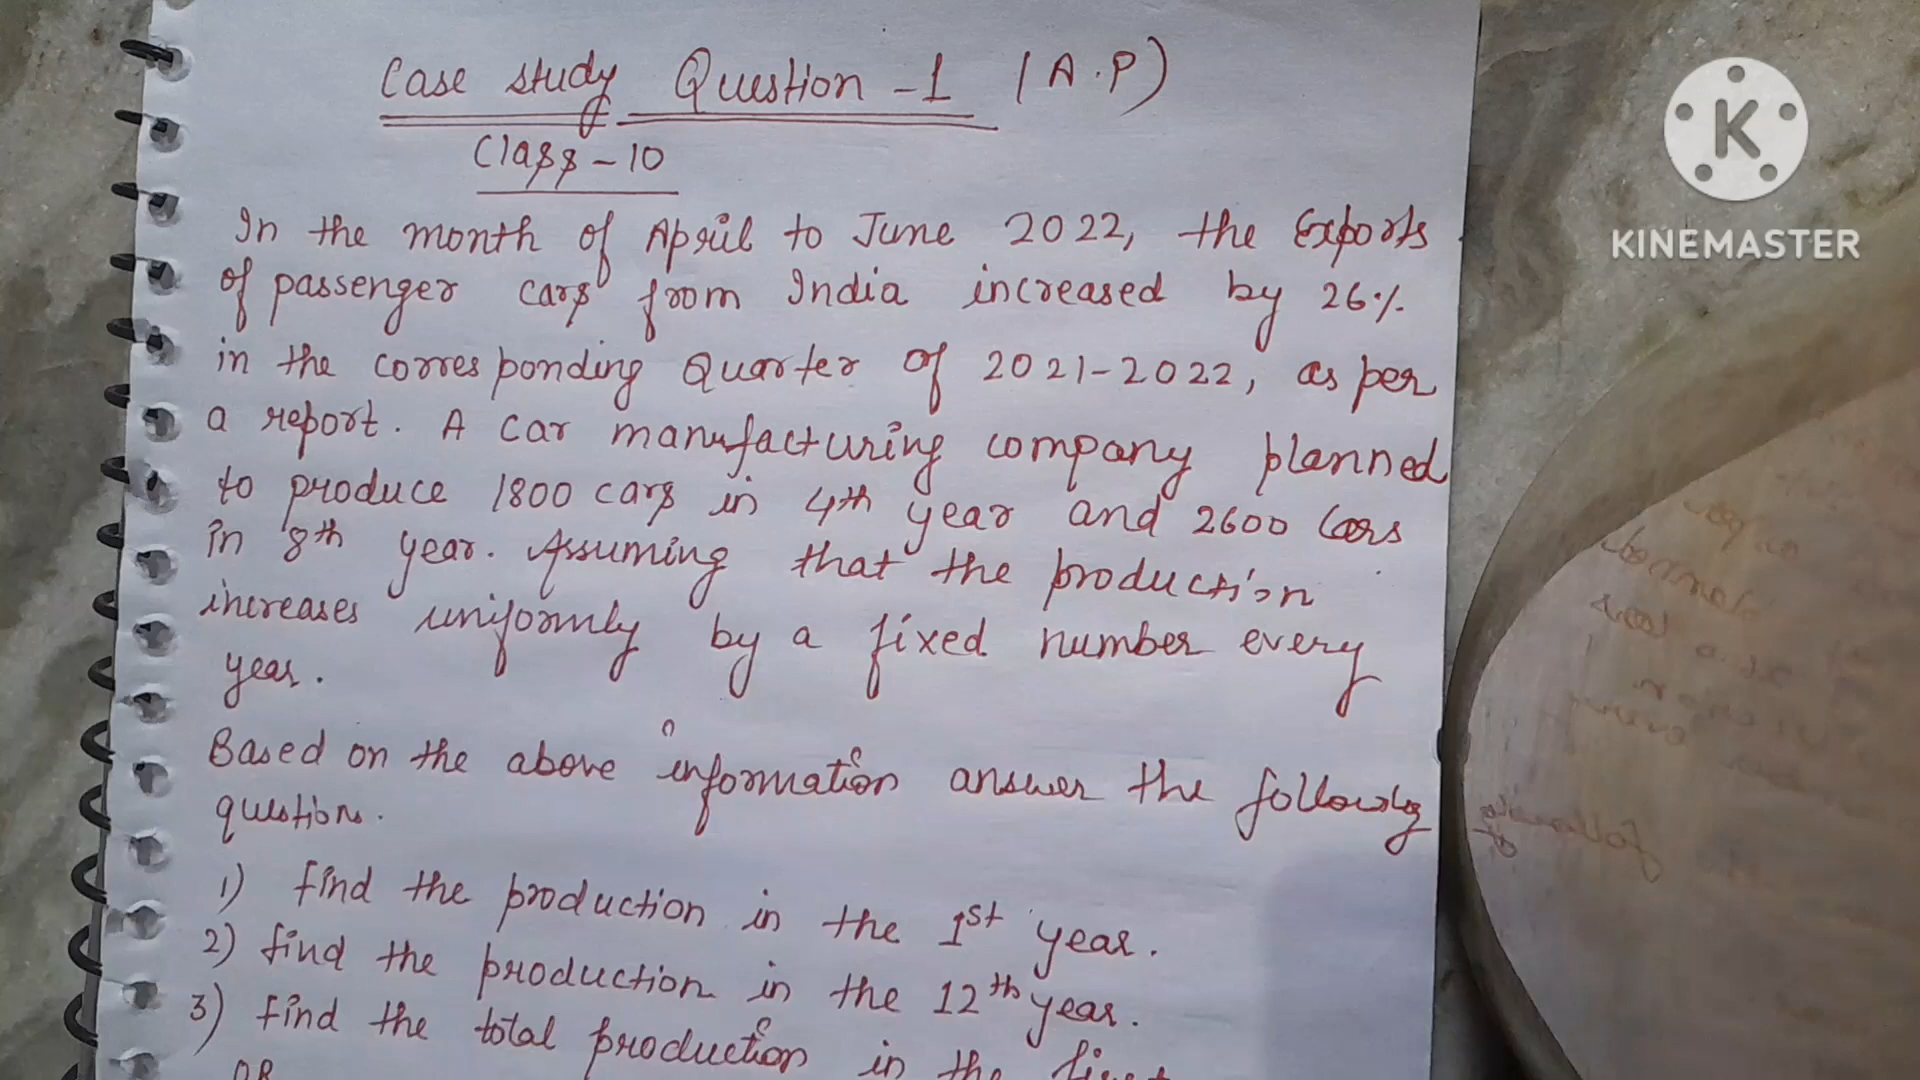 Case study Question -1 (A.P)
Class - 10
In the month of April to June 2022, the Exports
of passenger cars from India increased by 26%
in the corresponding Quarter of 2021-2022, as per
a report. A car manufacturing company planned
to produce 1800 cars in 4th year and 2600 Cars
in 8th year. Assuming that the production
increases uniformly by a fixed number every
year.
Based on the above information answer the following
questions.
1) find the production in the 1st year.
2) find the production in the 12th year.
3) find the total production in the first
OR
K
KINEMASTER